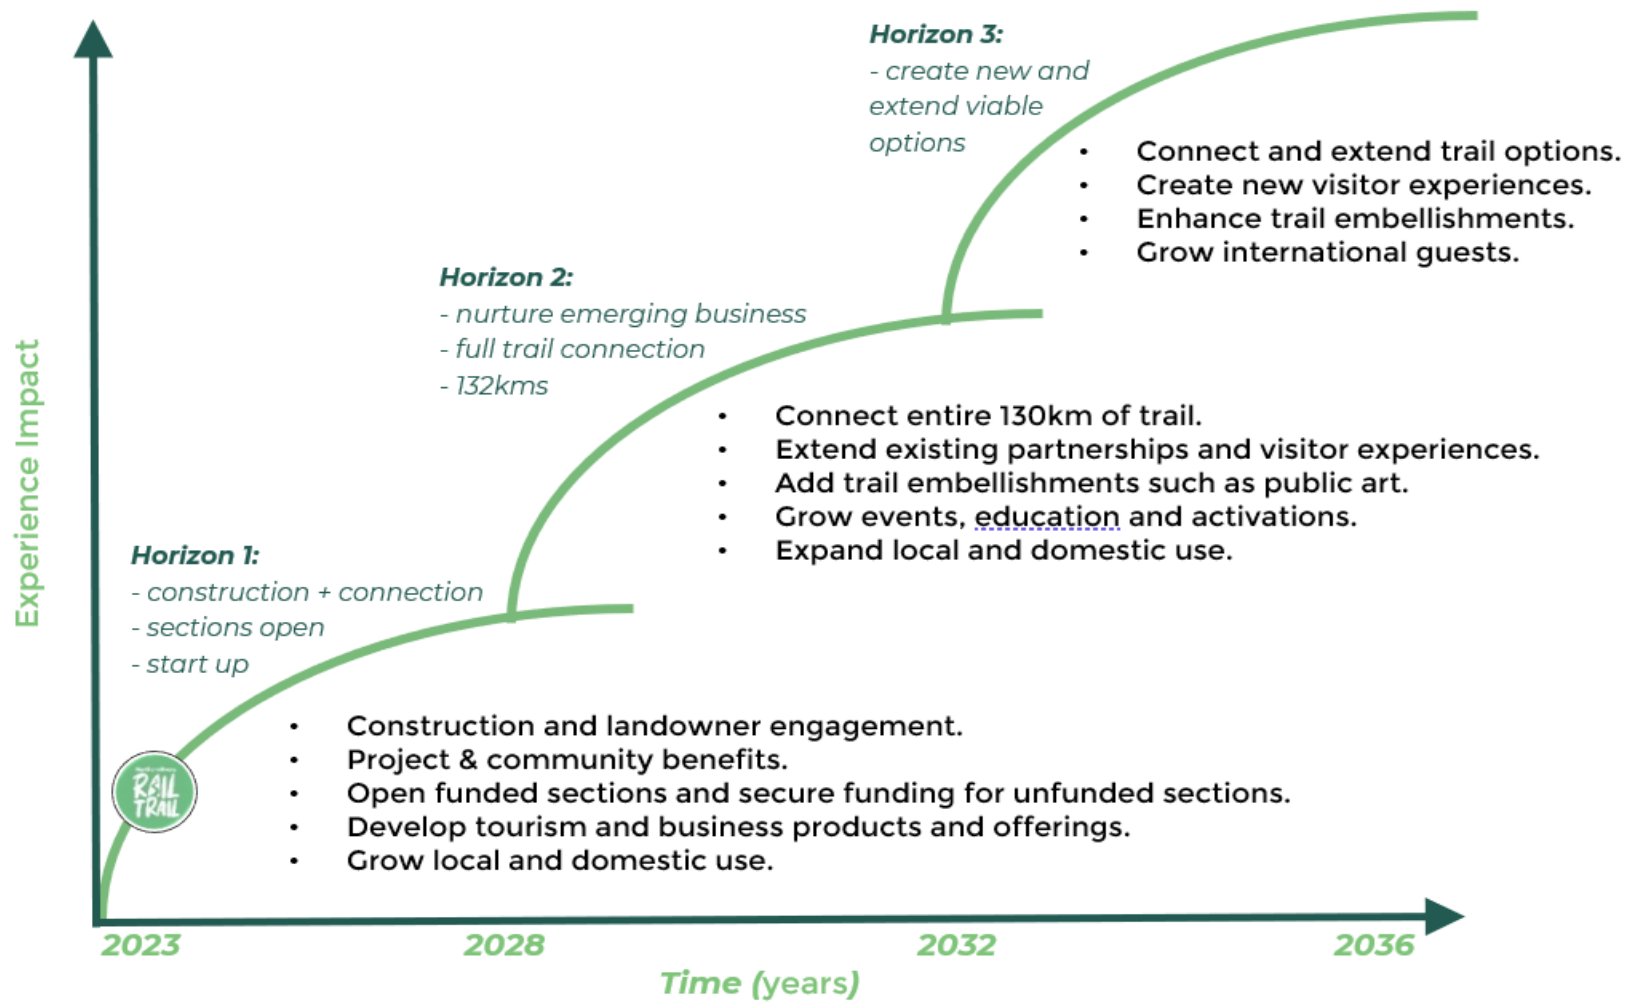 Horizon 3:
- create new and
extend viable
options
• Connect and extend trail options.
• Create new visitor experiences.
• Enhance trail embellishments.
• Grow international guests.
Horizon 2:
- nurture emerging business
- full trail connection
- 132kms
• Connect entire 130km of trail.
• Extend existing partnerships and visitor experiences.
• Add trail embellishments such as public art.
• Grow events, education and activations.
• Expand local and domestic use.
Experience Impact
Horizon 1:
- construction + connection
- sections open
- start up
• Construction and landowner engagement.
• Project & community benefits.
• Open funded sections and secure funding for unfunded sections.
• Develop tourism and business products and offerings.
• Grow local and domestic use.
RAIL
TRAIL
2023 2028 2032 2036
Time (years)